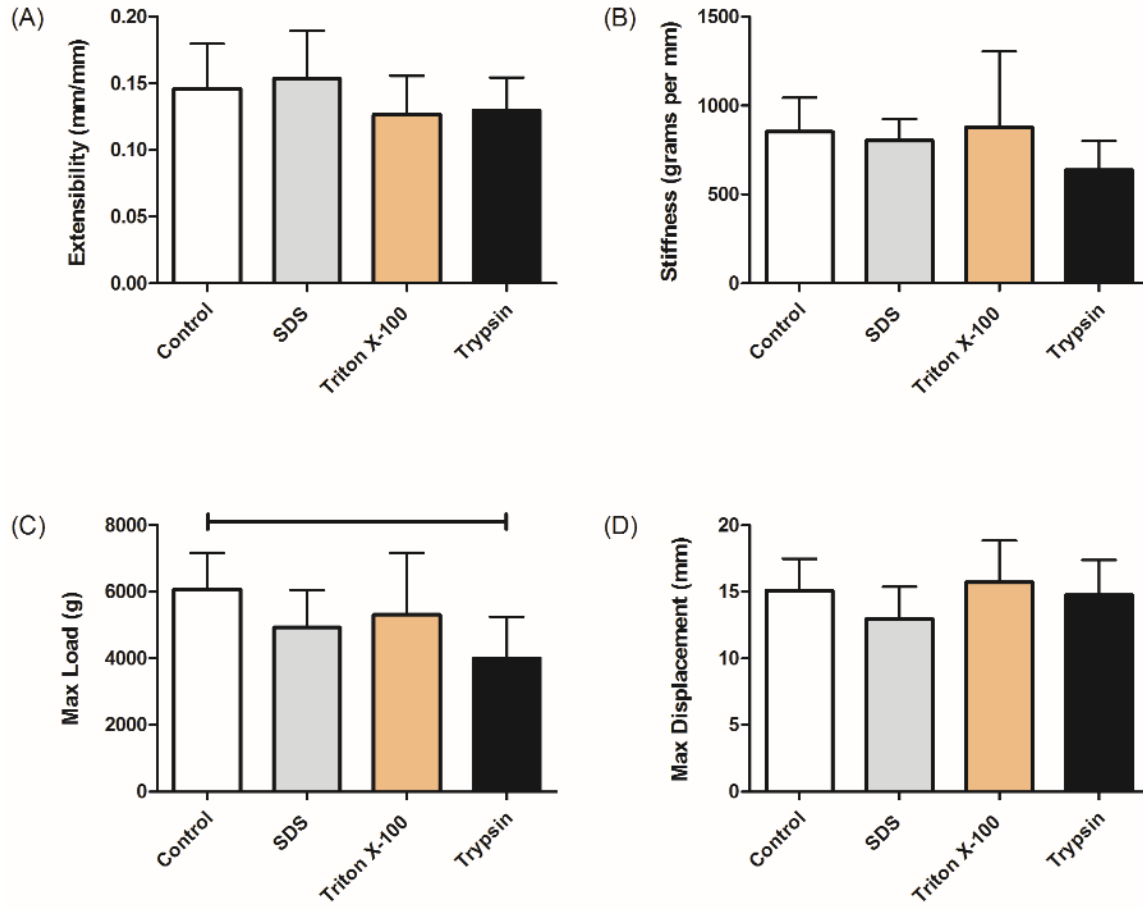 (A)
Extensibility (mm/mm)
0.20
0.15
0.10
0.05
0.00
Control
SDS
Triton X-100
Trypsin
(B)
Stiffness (grams per mm)
1500
1000
500
0
Control
SDS
Triton X-100
Trypsin
(C)
Max Load (g)
8000
6000
4000
2000
0
Control
SDS
Triton X-100
Trypsin
(D)
Max Displacement (mm)
20
15
10
5
0
Control
SDS
Triton X-100
Trypsin